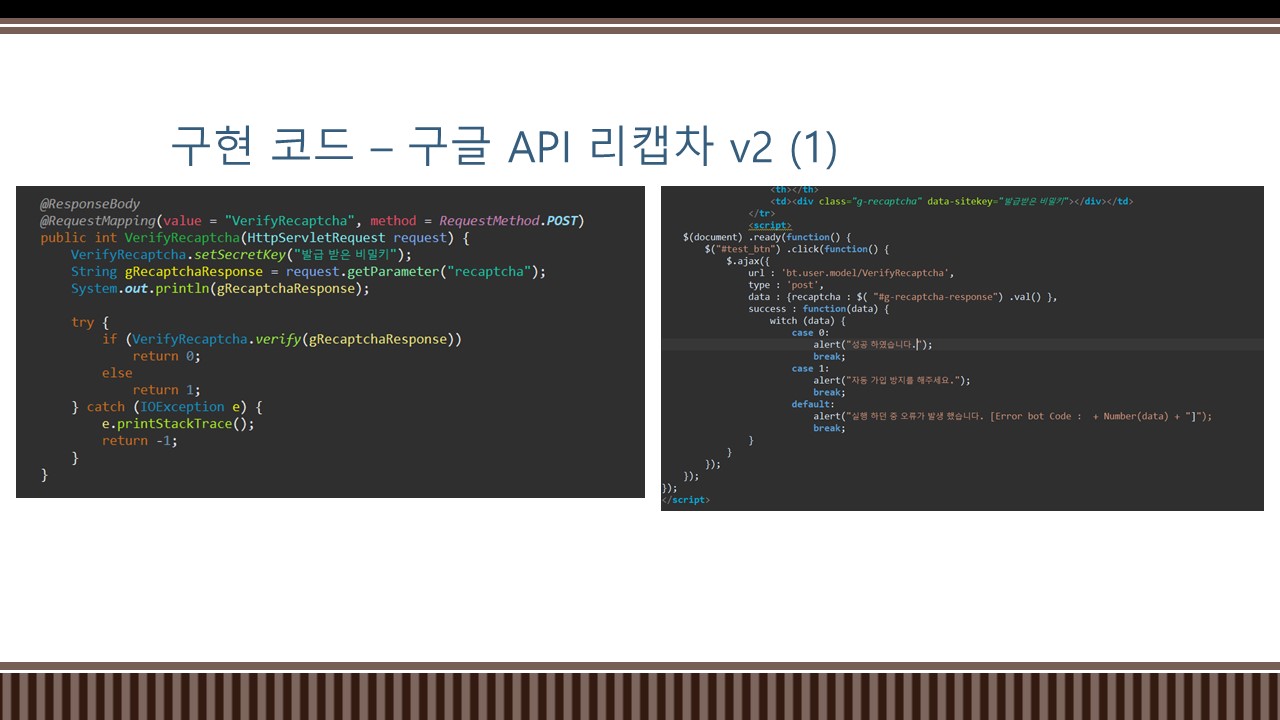 구현 코드 – 구글 API 리캡차 v2 (1)
@ResponseBody
@RequestMapping(value = "VerifyRecaptcha", method = RequestMethod.POST)
public int VerifyRecaptcha(HttpServletRequest request) {
VerifyRecaptcha.setSecretKey("발급 받은 비밀키");
String gRecaptchaResponse = request.getParameter("recaptcha");
System.out.println(gRecaptchaResponse);
try {
if (VerifyRecaptcha.verify(gRecaptchaResponse))
return 0;
else
return 1;
} catch (IOException e) {
e.printStackTrace();
return -1;
}
}
<th></th>
<td><div class="g-recaptcha" data-sitekey="발급받은 비밀키"></div></td>
</tr>
<script>
$(document) .ready(function() {
$("#test_btn") .click(function() {
$.ajax({
url : 'bt.user.model/VerifyRecaptcha',
type : 'post',
data : {recaptcha : $( "#g-recaptcha-response") .val() },
success : function(data) {
witch (data) {
case 0:
alert("성공 하였습니다.");
break;
case 1:
alert("자동 가입 방지를 해주세요.");
break;
default:
alert("실행 하던 중 오류가 발생 했습니다. [Error bot Code :  + Number(data) + "]");
break;
}
}
});
});
});
</script>